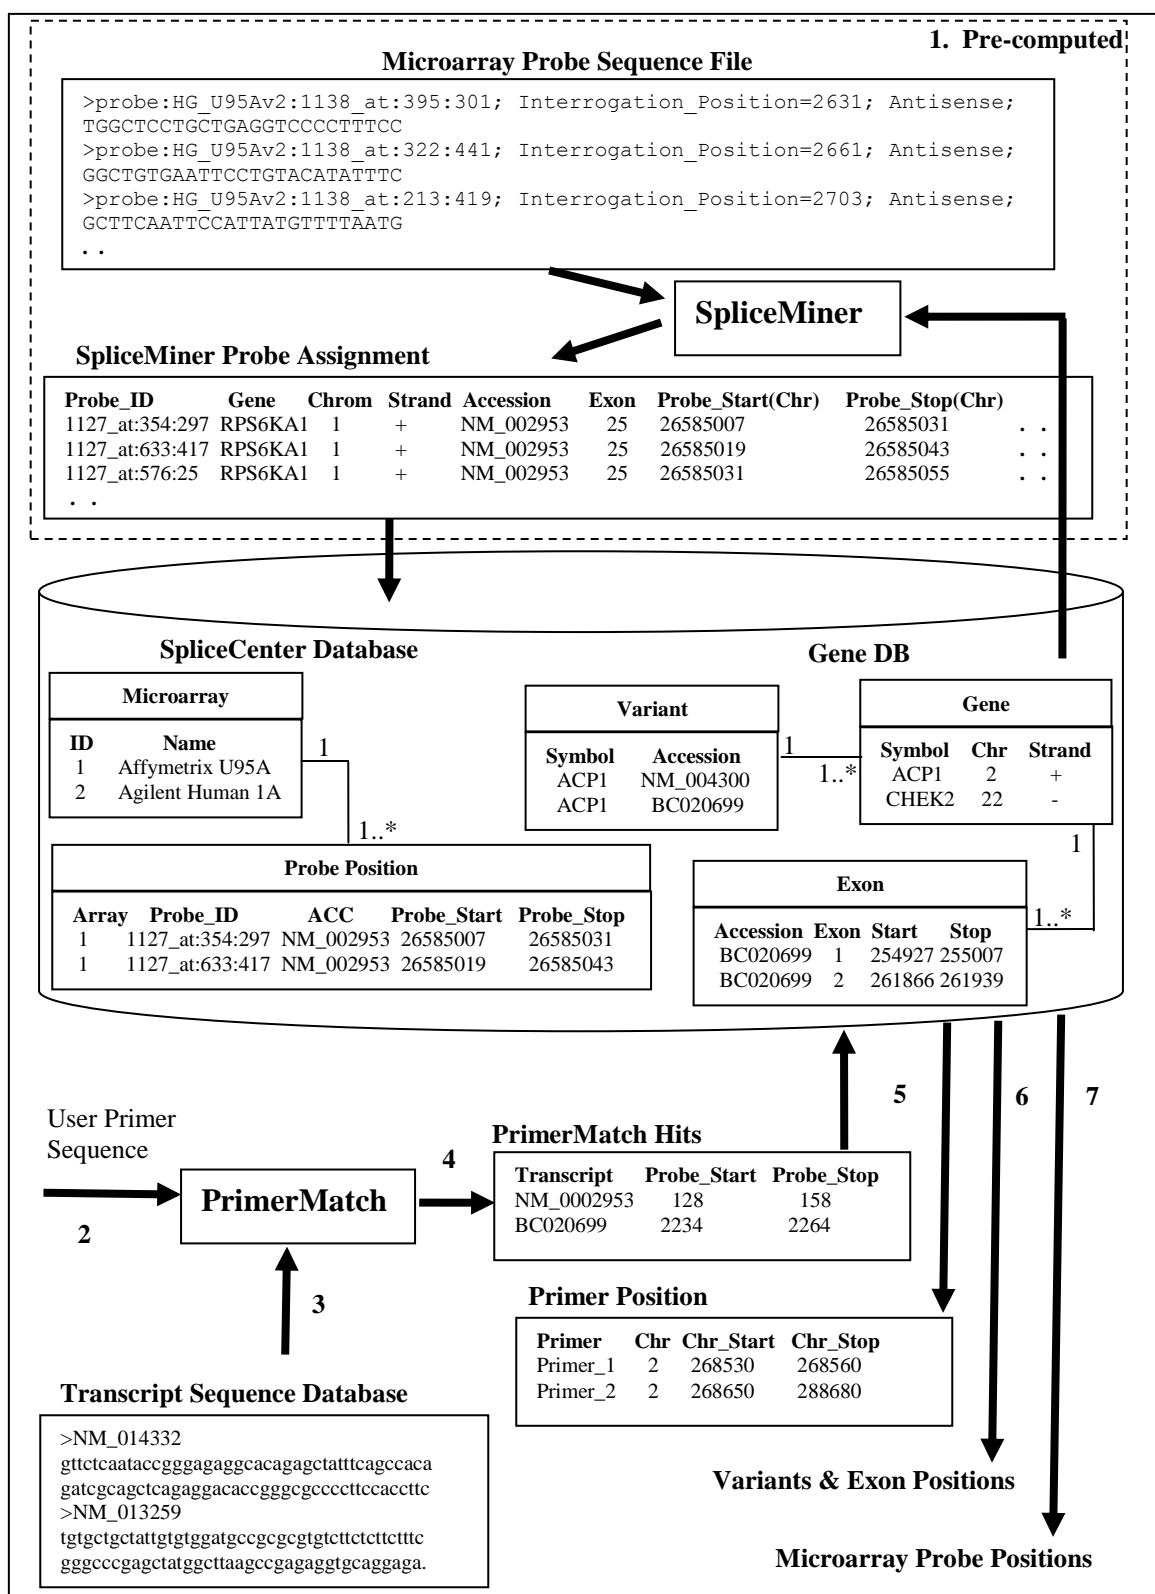 1. Pre-computed
Microarray Probe Sequence File
>probe:HG_U95Av2:1138_at:395:301; Interrogation_Position=2631; Antisense;
TGGCTCCTGCTGAGGTCCCCTTTCC
>probe:HG_U95Av2:1138_at:322:441; Interrogation_Position=2661; Antisense;
GGCTGTGAATTCCTGTACATATTTC
>probe:HG_U95Av2:1138_at:213:419; Interrogation_Position=2703; Antisense;
GCTTCAATTCCATTATGTTTTAATG
. .
SpliceMiner
SpliceMiner Probe Assignment
Probe_ID Gene Chrom Strand Accession Exon Probe_Start(Chr) Probe_Stop(Chr)
1127_at:354:297 RPS6KA1 1 + NM_002953 25 26585007 26585031 . .
1127_at:633:417 RPS6KA1 1 + NM_002953 25 26585019 26585043 . .
1127_at:576:25 RPS6KA1 1 + NM_002953 25 26585031 26585055 . .
. .
SpliceCenter Database
Gene DB
Microarray
ID Name
1 Affymetrix U95A
2 Agilent Human 1A
1
1..*
Variant
Symbol Accession
ACP1 NM_004300
ACP1 BC020699
1
1..*
Gene
Symbol Chr Strand
ACP1 2 +
CHEK2 22 -
1
1..*
Probe Position
Array Probe_ID ACC Probe_Start Probe_Stop
1 1127_at:354:297 NM_002953 26585007 26585031
1 1127_at:633:417 NM_002953 26585019 26585043
Exon
Accession Exon Start Stop
BC020699 1 254927 255007
BC020699 2 261866 261939
5
6
7
User Primer
Sequence
2
PrimerMatch
4
3
PrimerMatch Hits
Transcript Probe_Start Probe_Stop
NM_0002953 128 158
BC020699 2234 2264
Primer Position
Primer Chr Chr_Start Chr_Stop
Primer_1 2 268530 268560
Primer_2 2 268650 288680
Transcript Sequence Database
>NM_014332
gttctcaataccgggagaggcacagagctatttcagccaca
gatcgcagctcagaggacaccgggcgccccttccaccttc
>NM_013259
tgtgctgctattgtgtggatgccgcgcgtgtcttctcttctttc
gggcccgagctatggcttaagccgagaggtgcaggaga.
Variants & Exon Positions
Microarray Probe Positions